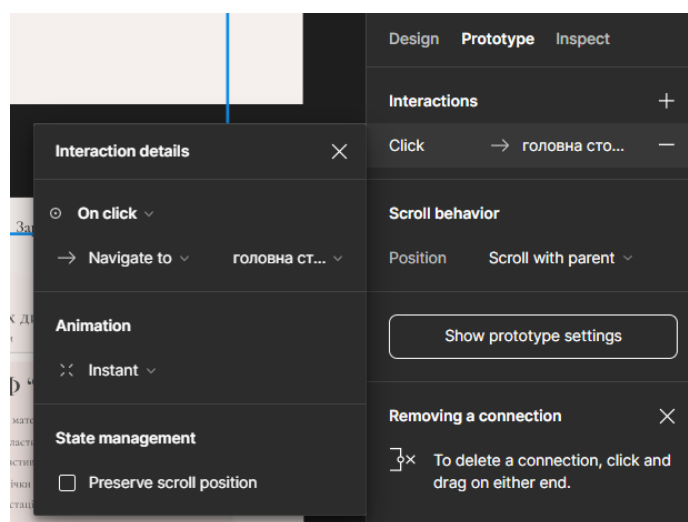 Design Prototype Inspect
Interactions
Click → головна сто...
Interaction details
On click
→ Navigate to головна ст...
Scroll behavior
Position Scroll with parent
Animation
Instant
Show prototype settings
State management
Preserve scroll position
Removing a connection
To delete a connection, click and
drag on either end.